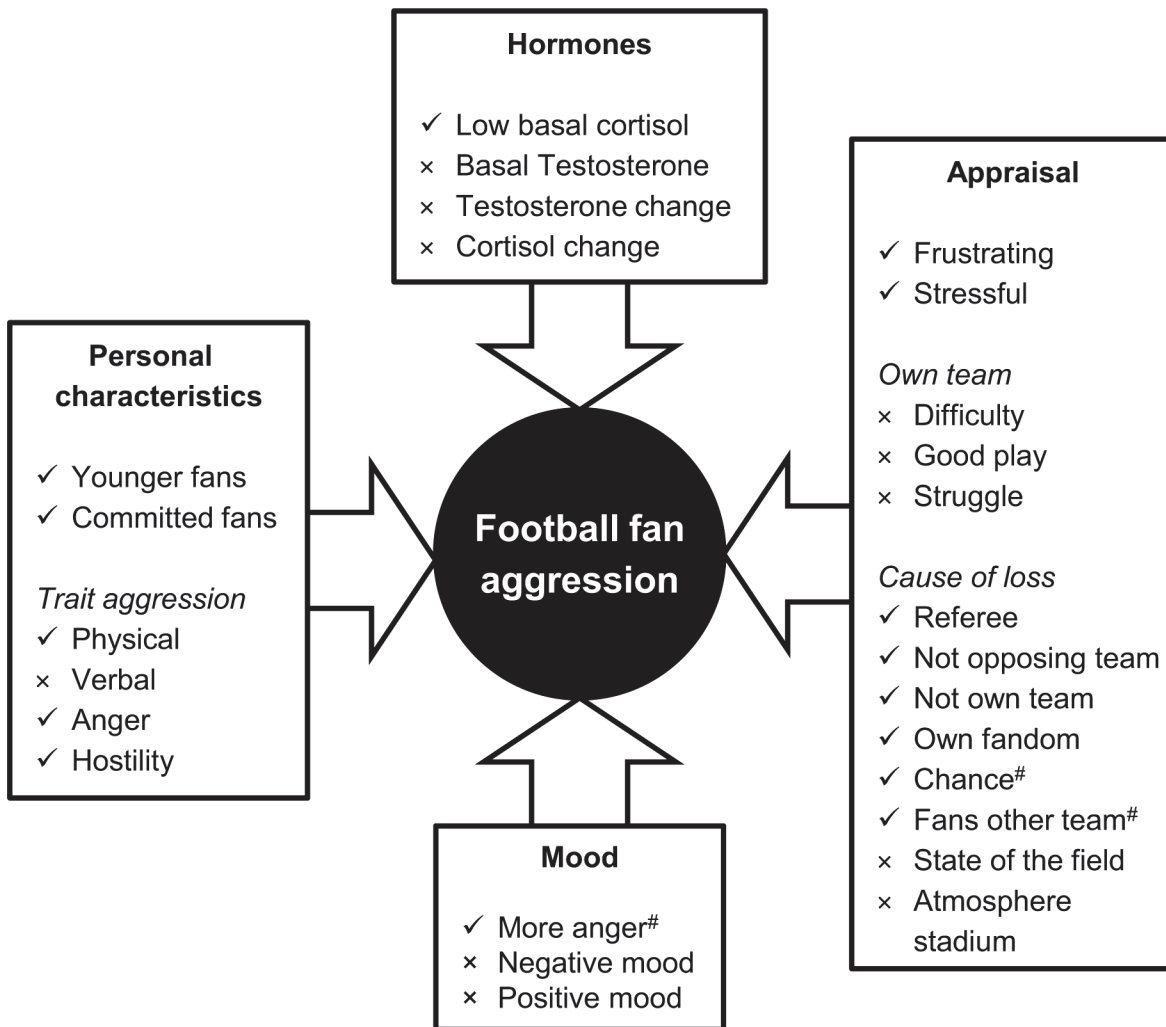 Hormones
✓ Low basal cortisol
× Basal Testosterone
× Testosterone change
× Cortisol change
Personal
characteristics
✓ Younger fans
✓ Committed fans
Trait aggression
✓ Physical
× Verbal
✓ Anger
✓ Hostility
Football fan
aggression
Appraisal
✓ Frustrating
✓ Stressful
Own team
× Difficulty
× Good play
× Struggle
Cause of loss
✓ Referee
✓ Not opposing team
✓ Not own team
✓ Own fandom
✓ Chance#
✓ Fans other team#
× State of the field
× Atmosphere
stadium
Mood
✓ More anger#
× Negative mood
× Positive mood